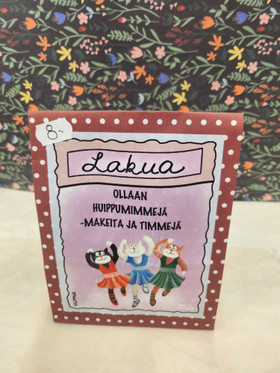 8.-
Lakua
OLLAAN
HUIPPUMIMMEJÄ
-MAKEITA JA TIMMEJÄ